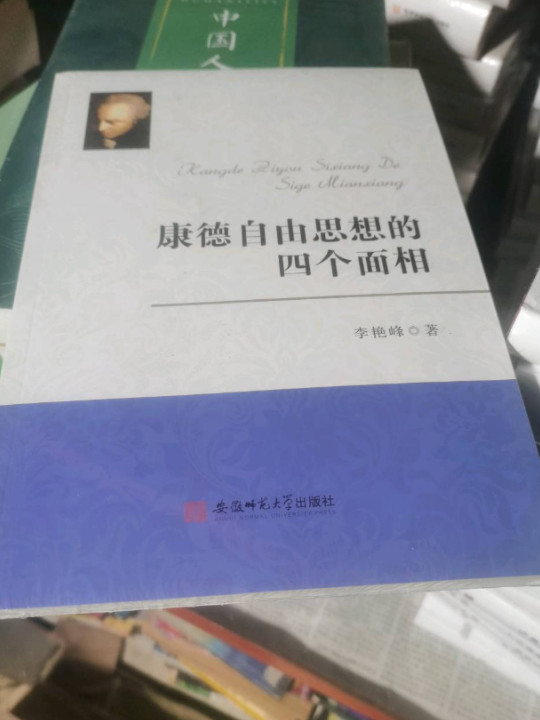 中国人
Kangde Ziyou Sixiang De
Sige Mianxiang
康德自由思想的
四个面相
李艳峰◎著
安徽师范大学出版社